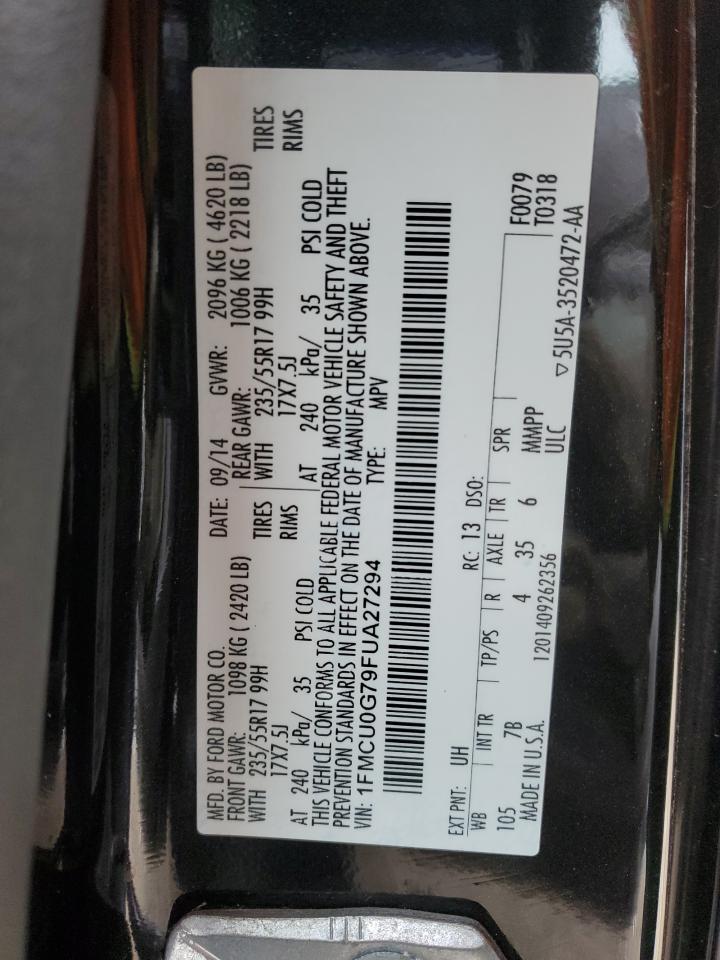 MFD. BY FORD MOTOR CO. DATE: 09/14 GVWR: 2096 KG ( 4620 LB)
FRONT GAWR: 1098 KG ( 2420 LB) REAR GAWR: 1006 KG ( 2218 LB)
WITH 235/55R17 99H TIRES WITH 235/55R17 99H TIRES
17X7.5J RIMS 17X7.5J RIMS
AT 240 kPa/ 35 PSI COLD AT 240 kPa/ 35 PSI COLD
THIS VEHICLE CONFORMS TO ALL APPLICABLE FEDERAL MOTOR VEHICLE SAFETY AND THEFT
PREVENTION STANDARDS IN EFFECT ON THE DATE OF MANUFACTURE SHOWN ABOVE.
VIN: 1FMCU0G79FUA27294 TYPE: MPV
EXT PNT: UH RC: 13 DSO: F0079
WB INT TR TP/PS R AXLE TR SPR T0318
105 7B 4 35 6 MMPP
MADE IN U.S.A. 1201409262356 ULC ▽5U5A-3520472-AA